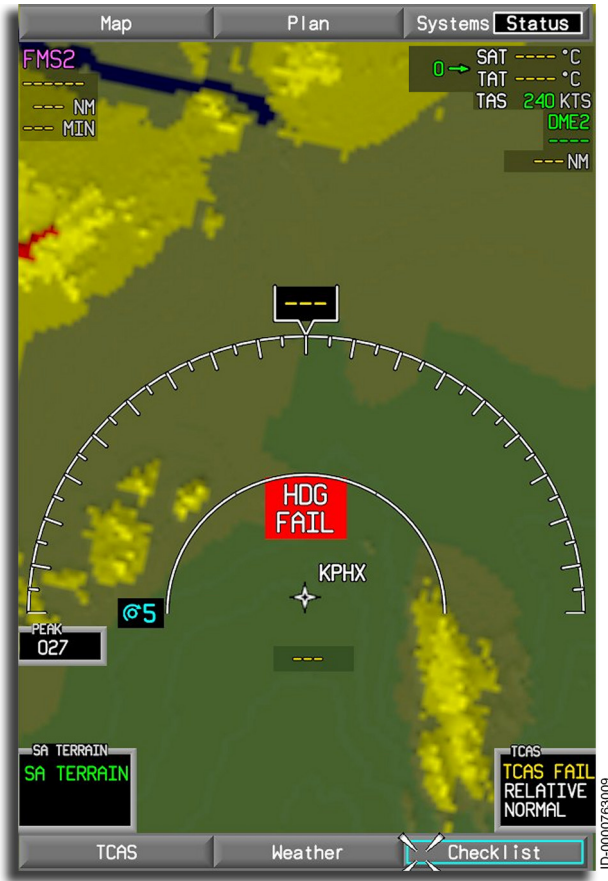 Map
Plan
Systems Status
FMS2
------
--- NM
--- MIN
0→ SAT ---- °C
TAT ---- °C
TAS 240 KTS
DME2
----
--- NM
---
HDG
FAIL
KPHX
5
---
PEAK
027
SA TERRAIN
SA TERRAIN
TCAS
TCAS FAIL
RELATIVE
NORMAL
TCAS
Weather
Checklist
ID-0000763009